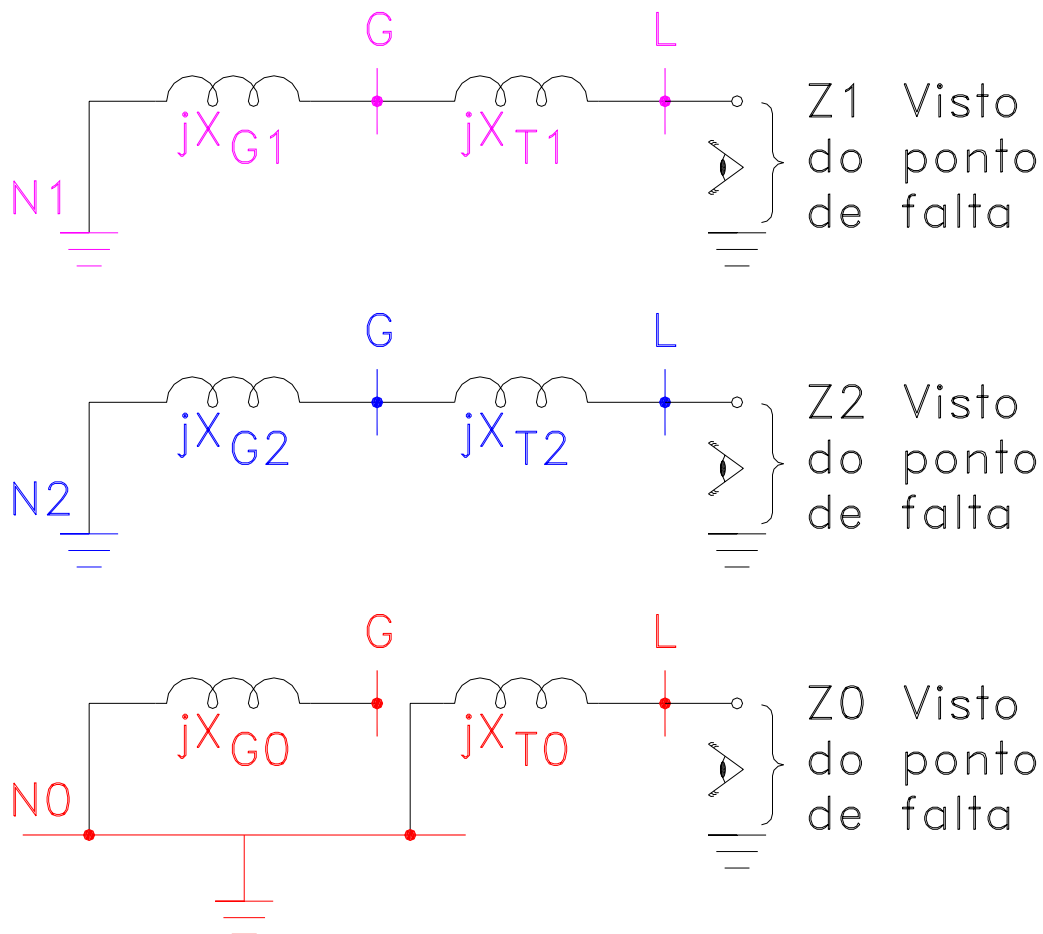 G L
jXG1 jXT1
N1
Z1 Visto
do ponto
de falta
G L
jXG2 jXT2
N2
Z2 Visto
do ponto
de falta
G L
jXG0 jXT0
N0
Z0 Visto
do ponto
de falta